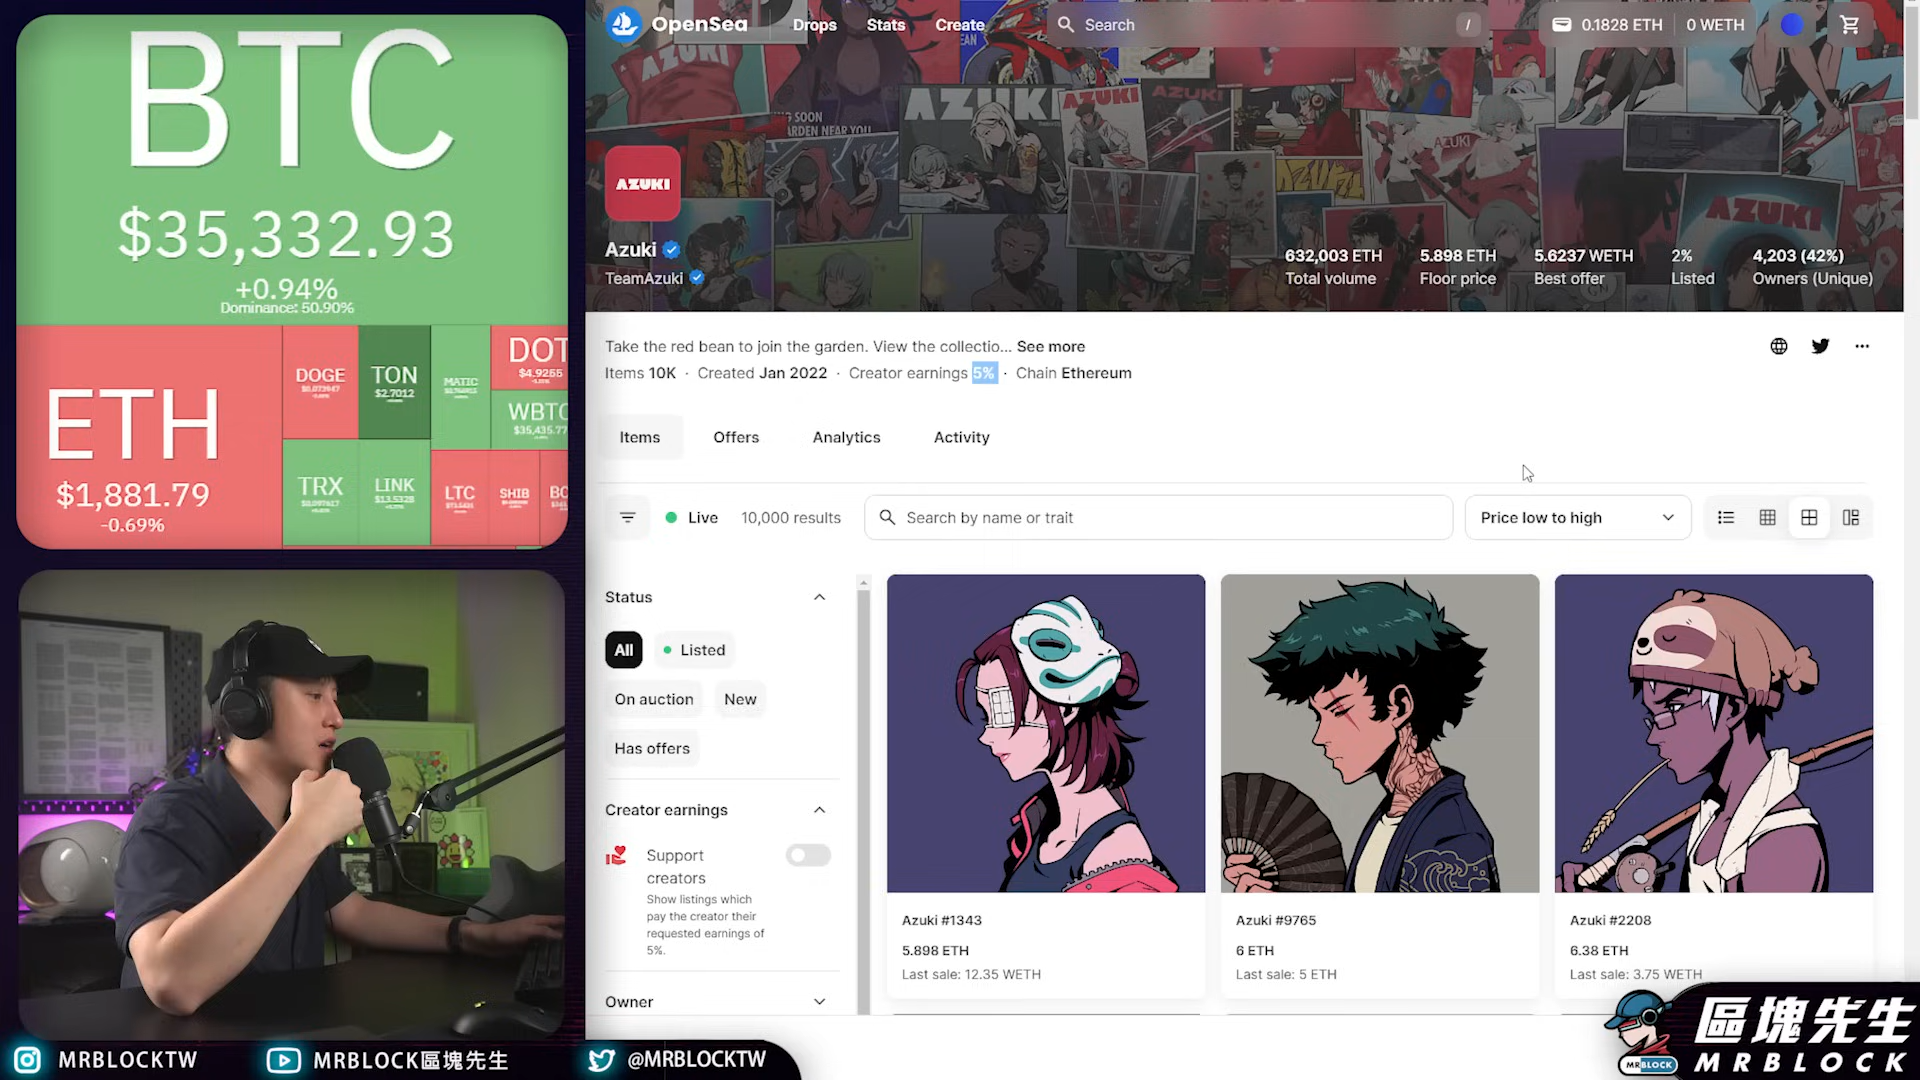 BTC
$35,332.93
+0.94%
Dominance: 50.90%
ETH
$1,881.79
-0.69%
DOGE
TON
$2.7012
MATIC
DOT
$4.9255
WBTC
$35,435.77
TRX
LINK
$13.5328
LTC
SHIB
OpenSea
Drops
Stats
Create
Search
/
0.1828 ETH
0 WETH
AZUKI
Azuki
TeamAzuki
632,003 ETH
Total volume
5.898 ETH
Floor price
5.6237 WETH
Best offer
2%
Listed
4,203 (42%)
Owners (Unique)
Take the red bean to join the garden. View the collectio... See more
Items 10K · Created Jan 2022 · Creator earnings 5% · Chain Ethereum
Items
Offers
Analytics
Activity
Live
10,000 results
Search by name or trait
Price low to high
Status
All
Listed
On auction
New
Has offers
Creator earnings
Support
creators
Show listings which
pay the creator their
requested earnings of
5%.
Owner
Azuki #1343
5.898 ETH
Last sale: 12.35 WETH
Azuki #9765
6 ETH
Last sale: 5 ETH
Azuki #2208
6.38 ETH
Last sale: 3.75 WETH
MRBLOCKTW
MRBLOCK區塊先生
@MRBLOCKTW
MRBLOCK
區塊先生
MRBLOCK